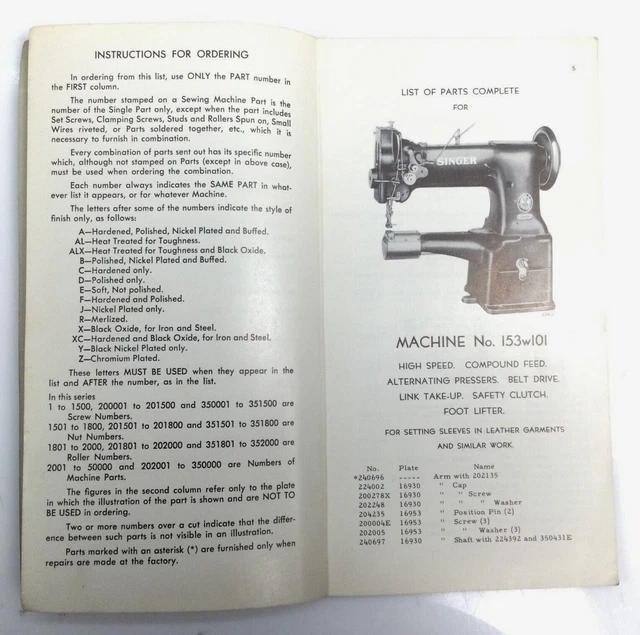 INSTRUCTIONS FOR ORDERING
In ordering from this list, use ONLY the PART number in
the FIRST column.
The number stamped on a Sewing Machine Part is the
number of the Single Part only, except when the part includes
Set Screws, Clamping Screws, Studs and Rollers Spun on, Small
Wires riveted, or Parts soldered together, etc., which it is
necessary to furnish in combination.
Every combination of parts sent out has its specific number
which, although not stamped on Parts (except in above case),
must be used when ordering the combination.
Each number always indicates the SAME PART in what-
ever list it appears, or for whatever Machine.
The letters after some of the numbers indicate the style of
finish only, as follows:
A—Hardened, Polished, Nickel Plated and Buffed.
AL—Heat Treated for Toughness.
ALX—Heat Treated for Toughness and Black Oxide.
B—Polished, Nickel Plated and Buffed.
C—Hardened only.
D—Polished only.
E—Soft, Not polished.
F—Hardened and Polished.
J—Nickel Plated only.
R—Merlized.
X—Black Oxide, for Iron and Steel.
XC—Hardened and Black Oxide, for Iron and Steel.
Y—Black Nickel Plated only.
Z—Chromium Plated.
These letters MUST BE USED when they appear in the
list and AFTER the number, as in the list.
In this series
1 to 1500, 200001 to 201500 and 350001 to 351500 are
Screw Numbers.
1501 to 1800, 201501 to 201800 and 351501 to 351800 are
Nut Numbers.
1801 to 2000, 201801 to 202000 and 351801 to 352000 are
Roller Numbers.
2001 to 50000 and 202001 to 350000 are Numbers of
Machine Parts.
The figures in the second column refer only to the plate
in which the illustration of the part is shown and are NOT TO
BE USED in ordering.
Two or more numbers over a cut indicate that the differ-
ence between such parts is not visible in an illustration.
Parts marked with an asterisk (*) are furnished only when
repairs are made at the factory.
5
LIST OF PARTS COMPLETE
FOR
SINGER
MACHINE No. 153w101
HIGH SPEED. COMPOUND FEED.
ALTERNATING PRESSERS. BELT DRIVE.
LINK TAKE-UP. SAFETY CLUTCH.
FOOT LIFTER.
FOR SETTING SLEEVES IN LEATHER GARMENTS
AND SIMILAR WORK.
No. Plate Name
*240696 ----- Arm with 202135
224002 16930 " Cap
200278X 16930 " " Screw
202248 16930 " " " Washer
204235 16953 " Position Pin (2)
200004E 16953 " Screw (3)
202005 16953 " " Washer (3)
240697 16930 " Shaft with 224392 and 350431E